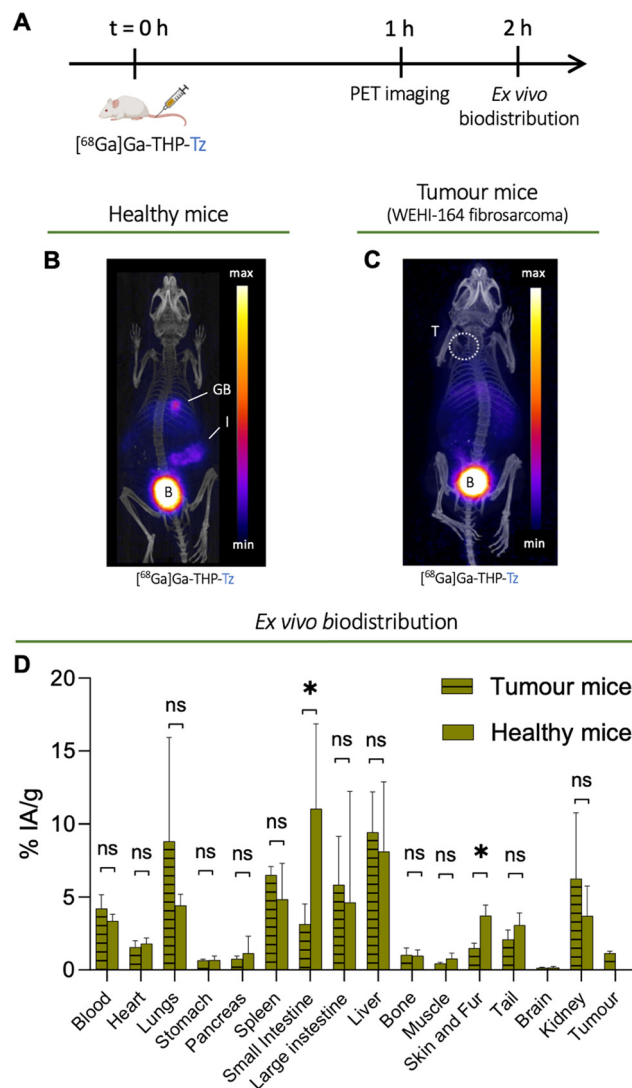 A
t = 0 h
1 h
2 h
PET imaging
Ex vivo
biodistribution
[⁶⁸Ga]Ga-THP-Tz
Healthy mice
Tumour mice
(WEHI-164 fibrosarcoma)
B
max
GB
I
B
min
[⁶⁸Ga]Ga-THP-Tz
C
max
T
B
min
[⁶⁸Ga]Ga-THP-Tz
Ex vivo biodistribution
D
% IA/g
20
15
10
5
0
ns
ns
ns
ns
ns
ns
*
ns
ns
ns
ns
*
ns
ns
Tumour mice
Healthy mice
Blood
Heart
Lungs
Stomach
Pancreas
Spleen
Small Intestine
Large instestine
Liver
Bone
Muscle
Skin and Fur
Tail
Brain
Kidney
Tumour